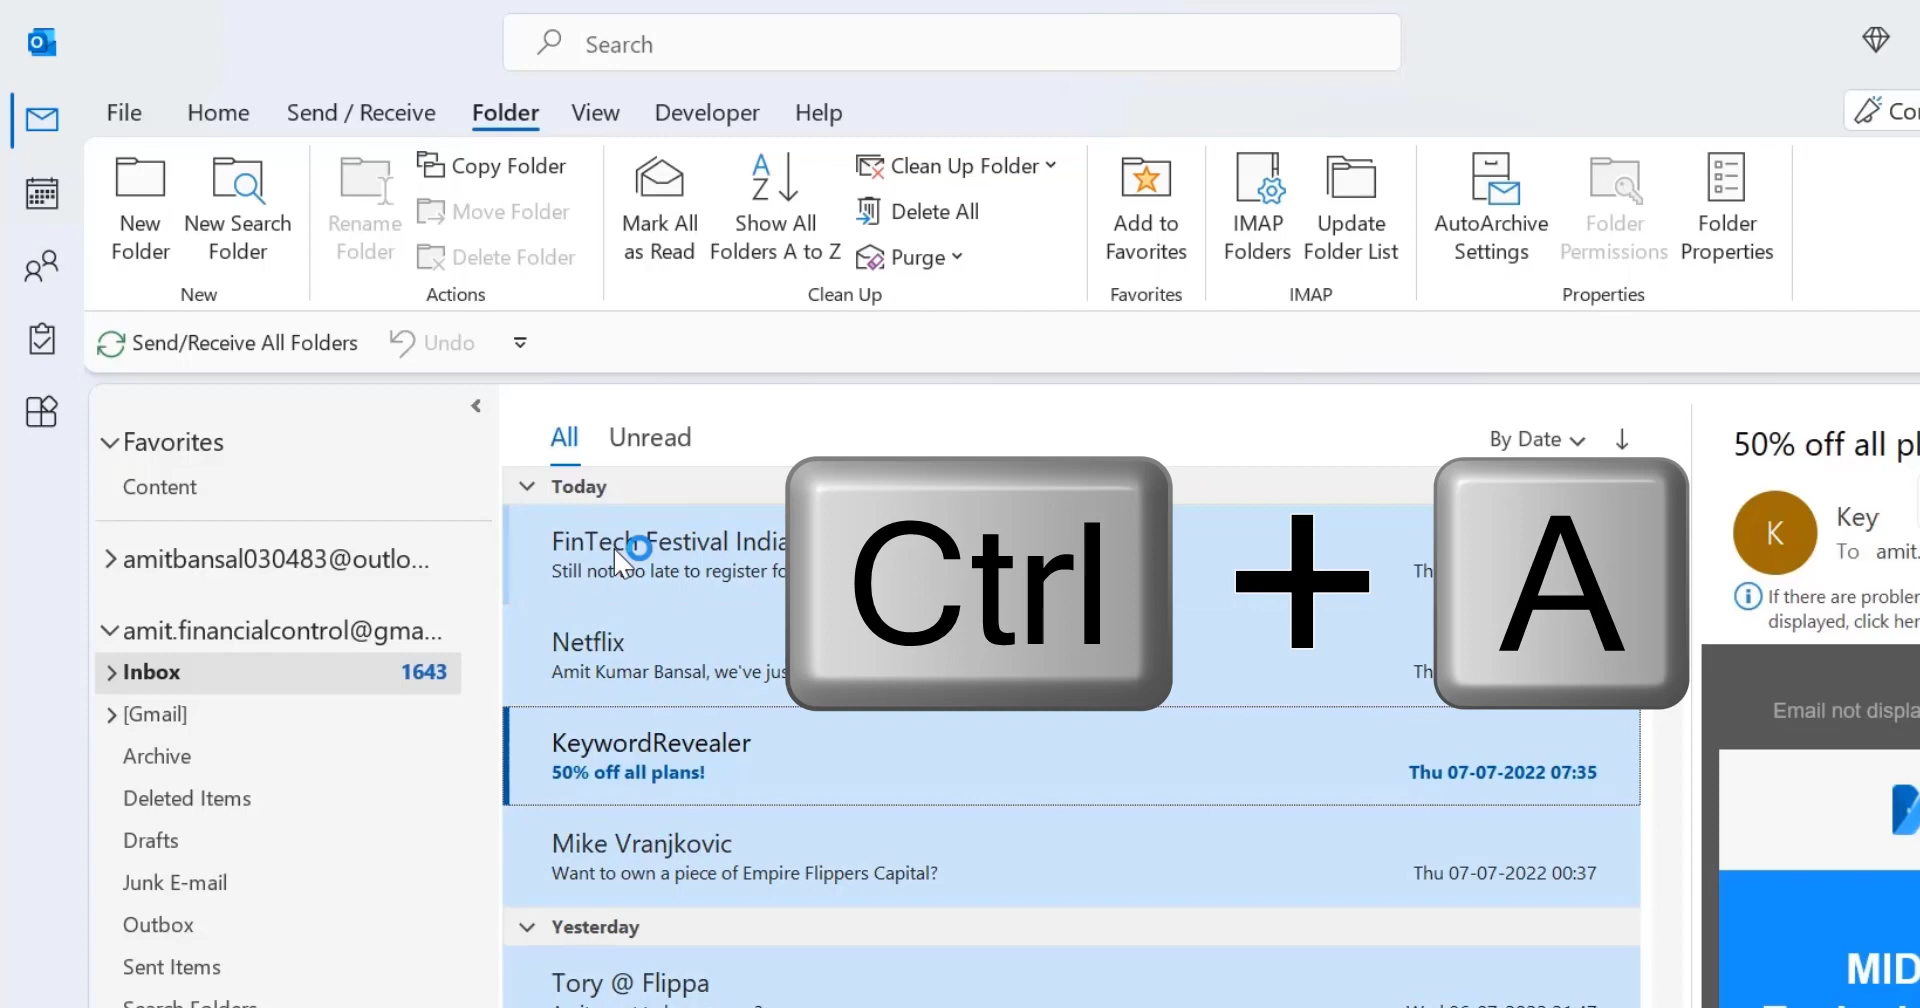 Search
File Home Send / Receive Folder View Developer Help
New Folder
New Search Folder
New
Rename Folder
Copy Folder
Move Folder
Delete Folder
Actions
Mark All as Read
Show All Folders A to Z
Clean Up Folder
Delete All
Purge
Clean Up
Add to Favorites
Favorites
IMAP Folders
Update Folder List
IMAP
AutoArchive Settings
Folder Permissions
Folder Properties
Properties
Send/Receive All Folders Undo
Favorites
Content
amitbansal030483@outlo...
amit.financialcontrol@gma...
Inbox 1643
[Gmail]
Archive
Deleted Items
Drafts
Junk E-mail
Outbox
Sent Items
Search Folders
All Unread By Date
Today
FinTech Festival India
Still not too late to register fo
Th
Netflix
Amit Kumar Bansal, we've jus
Th
Ctrl + A
KeywordRevealer
50% off all plans! Thu 07-07-2022 07:35
Mike Vranjkovic
Want to own a piece of Empire Flippers Capital? Thu 07-07-2022 00:37
Yesterday
Tory @ Flippa
50% off all pl
K
Key
To amit.
If there are probler
displayed, click her
Email not displa
MID